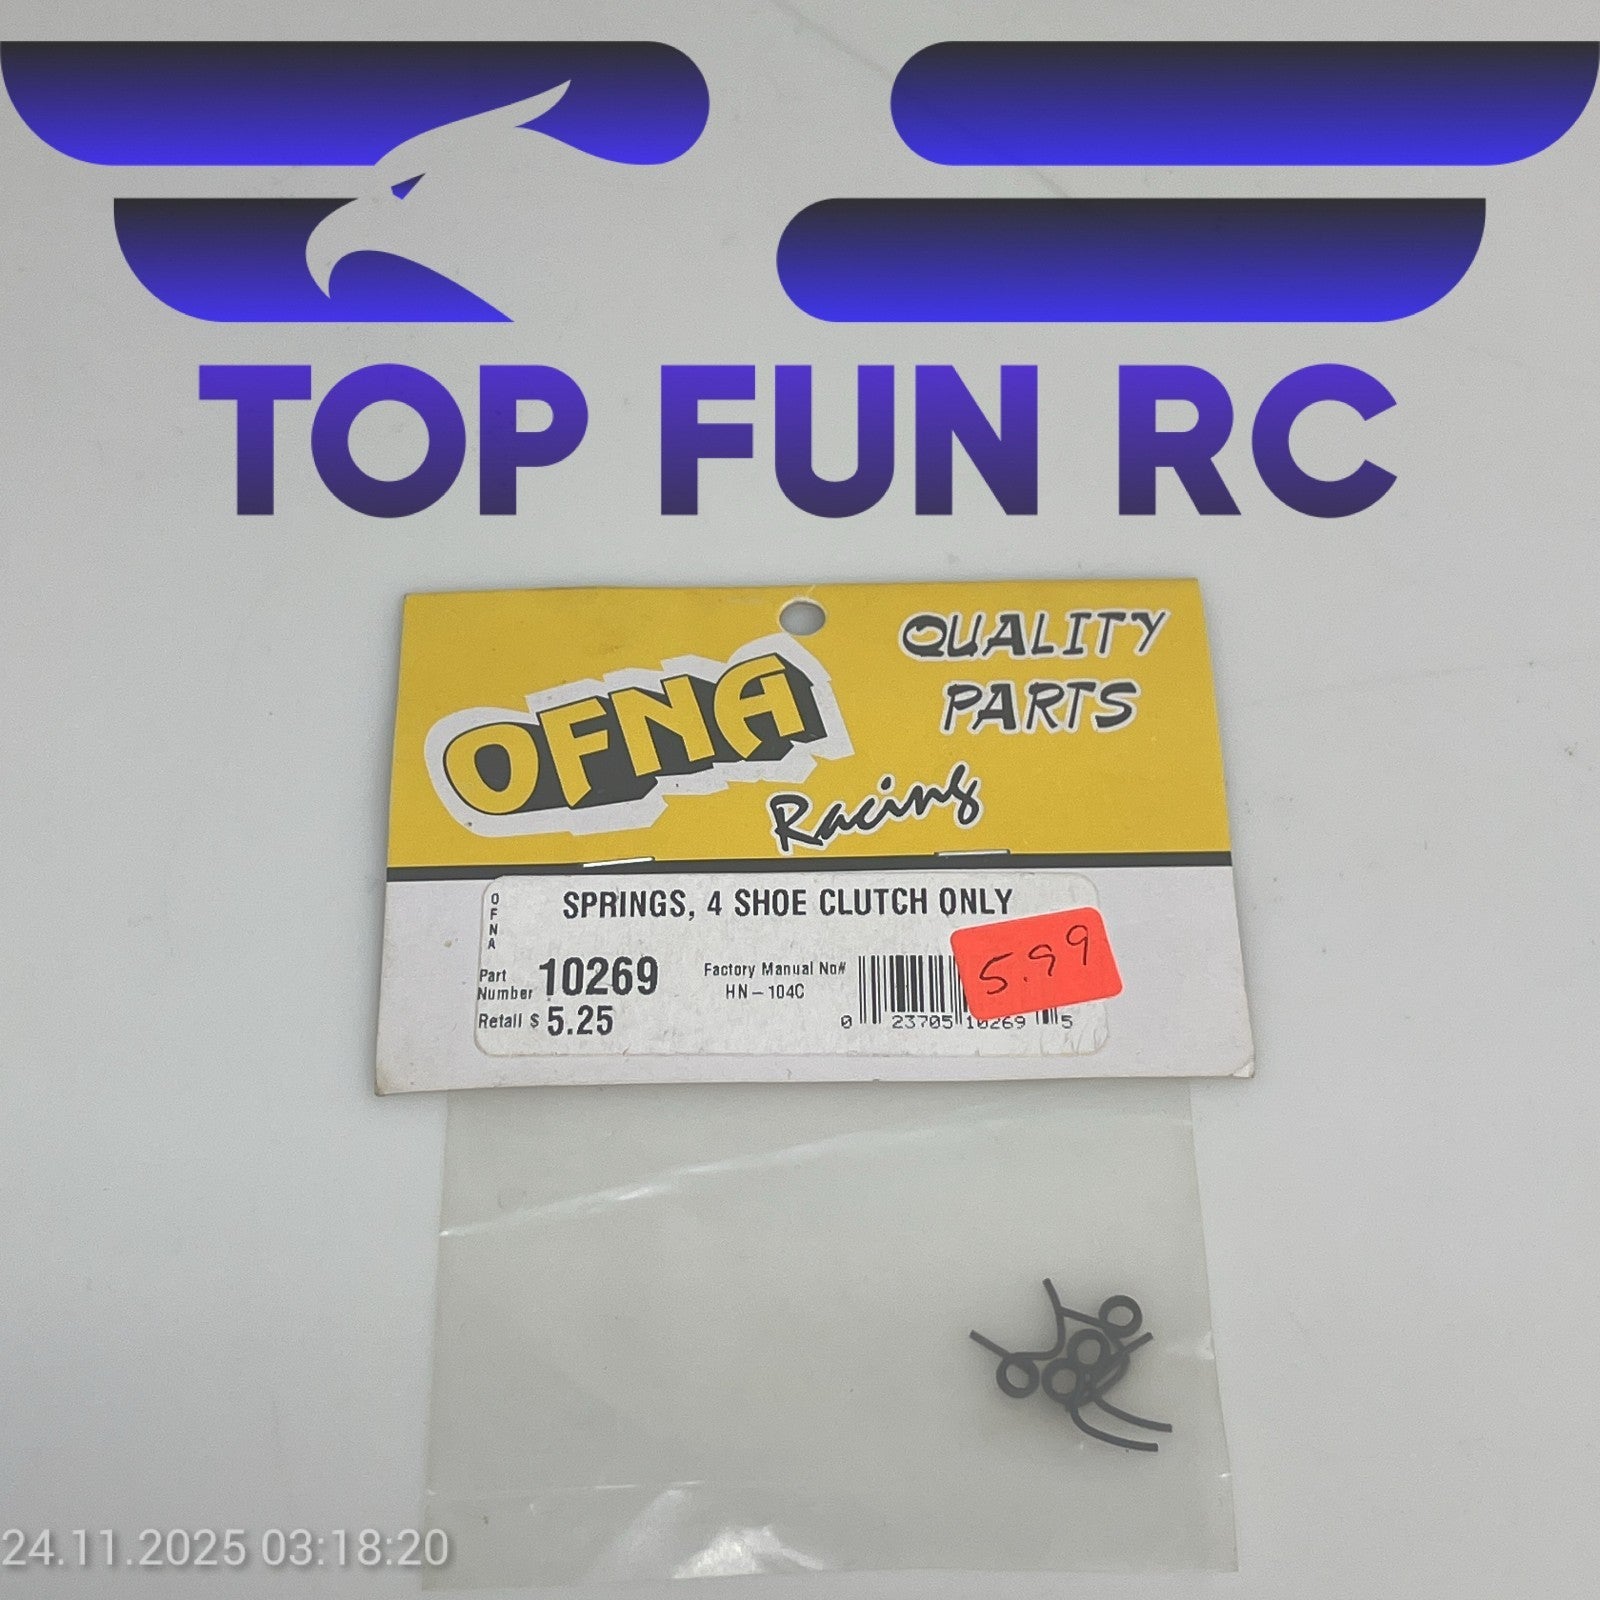 TOP FUN RC
OFNA
Racing
QUALITY
PARTS
OFNA
SPRINGS, 4 SHOE CLUTCH ONLY
Part
Number 10269
Retail $ 5.25
Factory Manual No#
HN-104C
5.99
0 23705 10269 5
24.11.2025 03:18:20